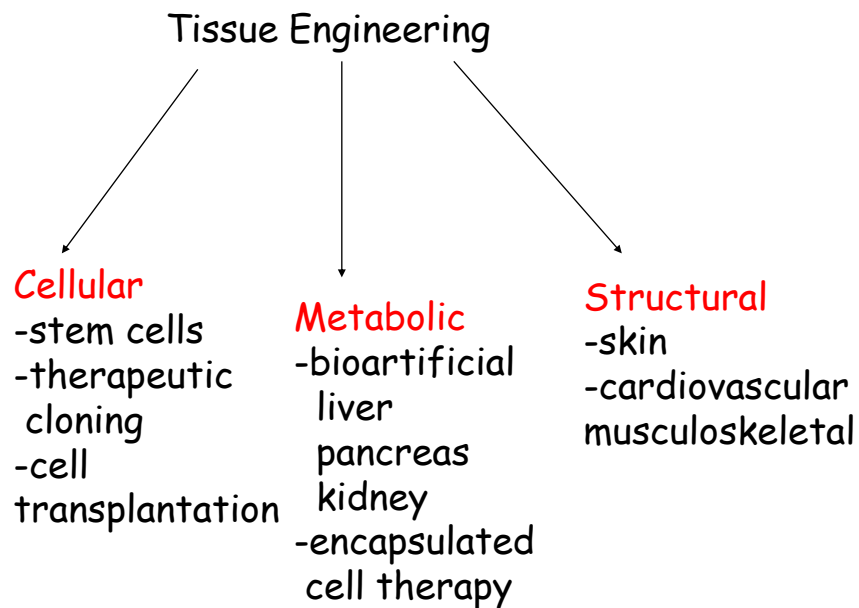 Tissue Engineering
Cellular
-stem cells
-therapeutic
cloning
-cell
transplantation
Metabolic
-bioartificial
liver
pancreas
kidney
-encapsulated
cell therapy
Structural
-skin
-cardiovascular
musculoskeletal